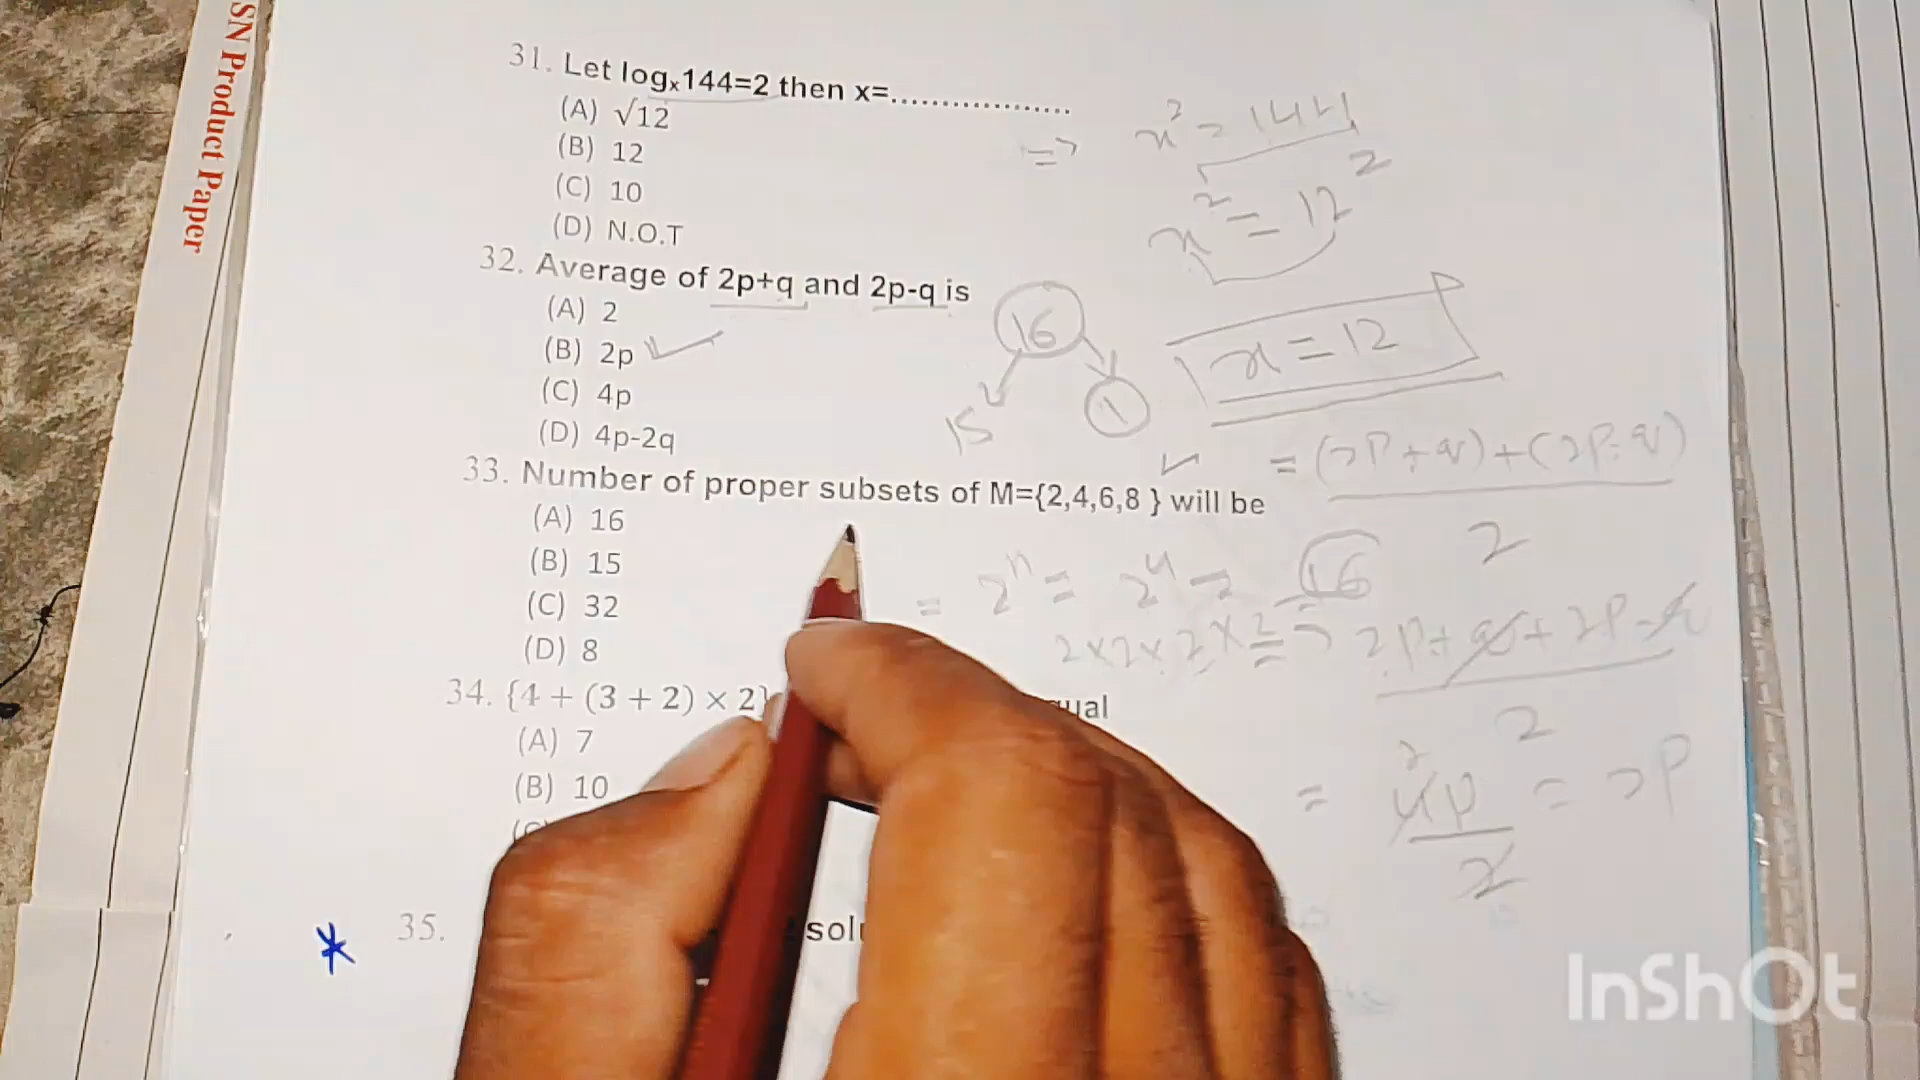 SN Product Paper
31. Let logₓ144=2 then x=...................
(A) √12
(B) 12
(C) 10
(D) N.O.T
32. Average of 2p+q and 2p-q is
(A) 2
(B) 2p
(C) 4p
(D) 4p-2q
33. Number of proper subsets of M={2,4,6,8 } will be
(A) 16
(B) 15
(C) 32
(D) 8
34. {4 + (3 + 2) × 2}
(A) 7
(B) 10
35.
=> x² = 144
x² = 12²
x = 12
16
15 1
= (2P+q)+(2P-q)
2
= 2ⁿ = 2⁴ = 16
2×2×2×2
=> 2P+q+2P-q
2
= 4P = 2P
2
InShOt